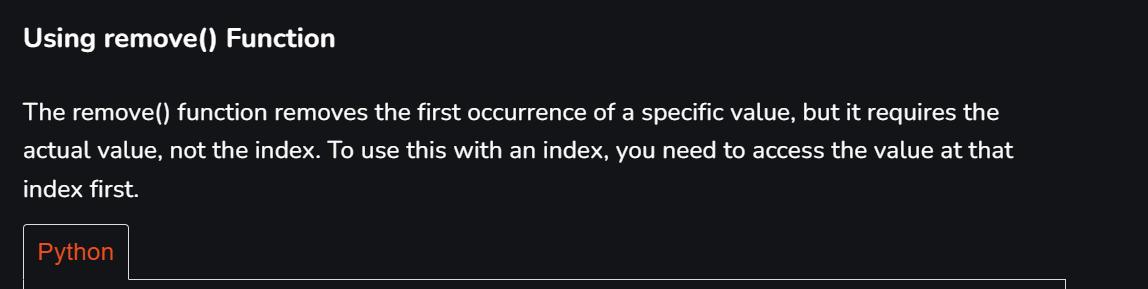 Using remove() Function
The remove() function removes the first occurrence of a specific value, but it requires the
actual value, not the index. To use this with an index, you need to access the value at that
index first.
Python